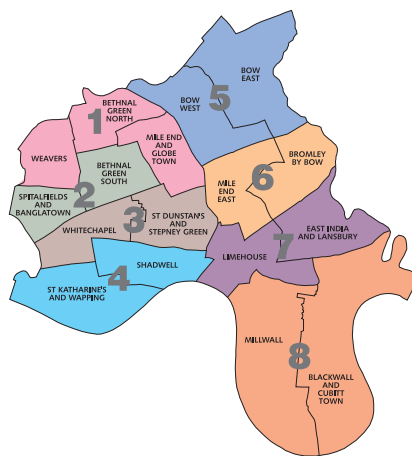 BOW
EAST
5
BOW
WEST
BETHNAL
GREEN
NORTH
1
MILE END
AND
GLOBE
TOWN
WEAVERS
BETHNAL
GREEN
SOUTH
2
SPITALFIELDS
AND
BANGLATOWN
BROMLEY
BY BOW
6
MILE
END
EAST
3
ST DUNSTAN'S
AND
STEPNEY GREEN
WHITECHAPEL
EAST INDIA
AND LANSBURY
7
LIMEHOUSE
SHADWELL
4
ST KATHARINE'S
AND WAPPING
MILLWALL
8
BLACKWALL
AND
CUBITT
TOWN